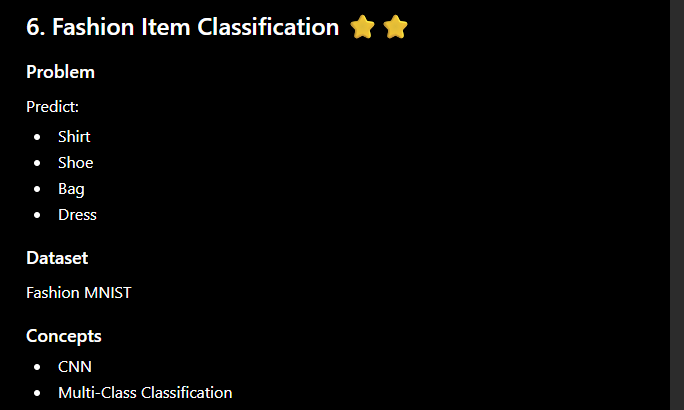 6. Fashion Item Classification ⭐⭐
Problem
Predict:
• Shirt
• Shoe
• Bag
• Dress
Dataset
Fashion MNIST
Concepts
• CNN
• Multi-Class Classification